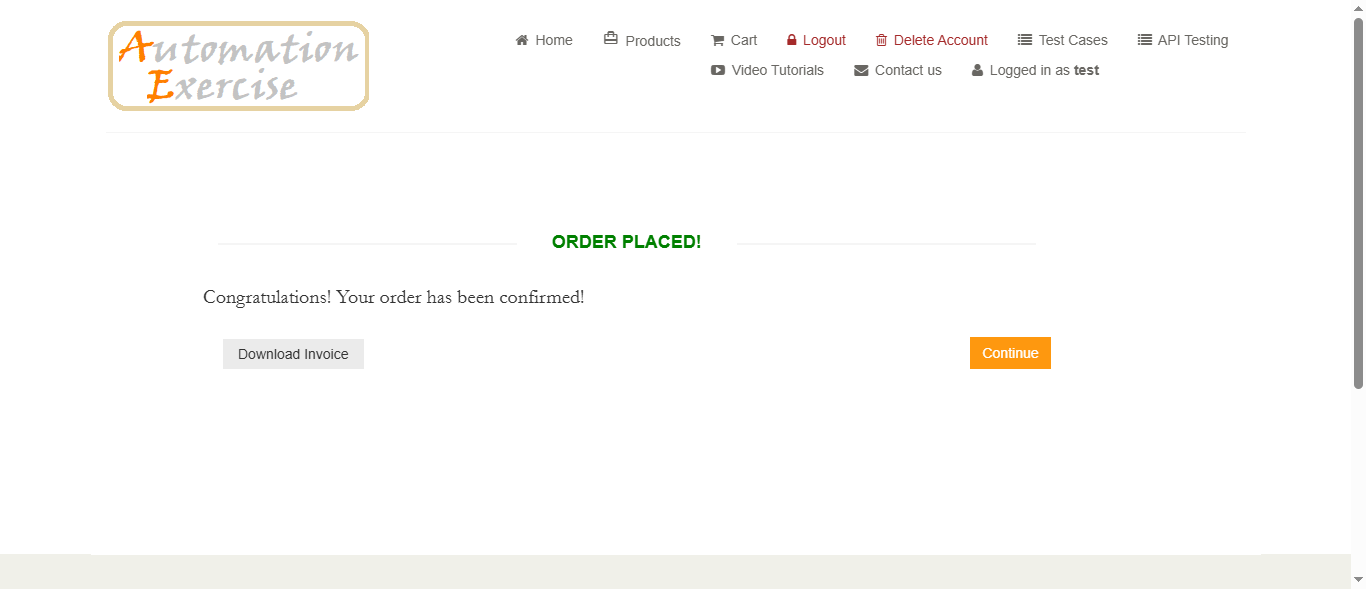 Automation
Exercise
Home Products Cart Logout Delete Account Test Cases API Testing
Video Tutorials Contact us Logged in as test
ORDER PLACED!
Congratulations! Your order has been confirmed!
Download Invoice Continue